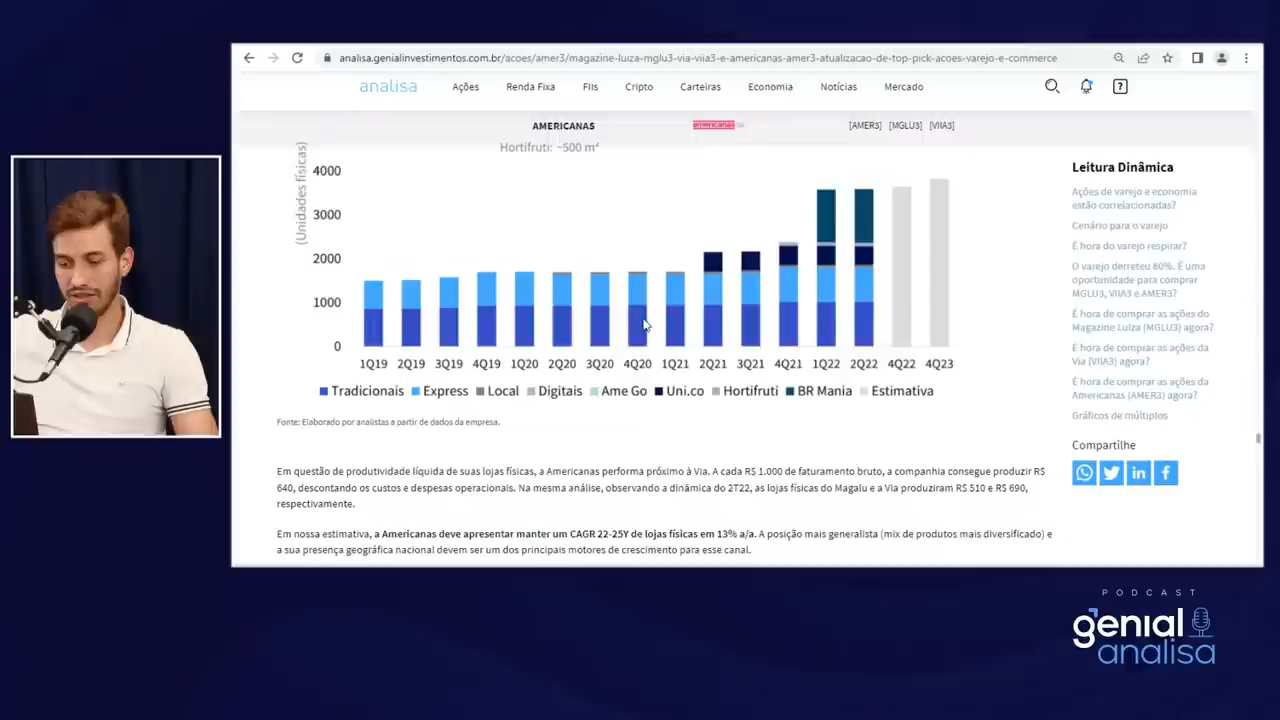 analisa.genialinvestimentos.com.br/acoes/amer3/magazine-luiza-mglu3-via-viia3-e-americanas-amer3-atualizacao-de-top-pick-acoes-varejo-e-commerce
analisa Ações Renda Fixa FIIs Cripto Carteiras Economia Notícias Mercado
AMERICANAS americanas [AMER3] [MGLU3] [VIIA3]
Hortifruti: ~500 m²
(Unidades físicas)
4000
3000
2000
1000
0
1Q19 2Q19 3Q19 4Q19 1Q20 2Q20 3Q20 4Q20 1Q21 2Q21 3Q21 4Q21 1Q22 2Q22 4Q22 4Q23
Tradicionais Express Local Digitais Ame Go Uni.co Hortifruti BR Mania Estimativa
Fonte: Elaborado por analistas a partir de dados da empresa.
Em questão de produtividade líquida de suas lojas físicas, a Americanas performa próximo à Via. A cada R$ 1.000 de faturamento bruto, a companhia consegue produzir R$
640, descontando os custos e despesas operacionais. Na mesma análise, observando a dinâmica do 2T22, as lojas físicas do Magalu e a Via produziram R$ 510 e R$ 690,
respectivamente.
Em nossa estimativa, a Americanas deve apresentar manter um CAGR 22-25Y de lojas físicas em 13% a/a. A posição mais generalista (mix de produtos mais diversificado) e
a sua presença geográfica nacional devem ser um dos principais motores de crescimento para esse canal.
Leitura Dinâmica
Ações de varejo e economia
estão correlacionadas?
Cenário para o varejo
É hora do varejo respirar?
O varejo derreteu 80%. É uma
oportunidade para comprar
MGLU3, VIIA3 e AMER3?
É hora de comprar as ações do
Magazine Luiza (MGLU3) agora?
É hora de comprar as ações da
Via (VIIA3) agora?
É hora de comprar as ações da
Americanas (AMER3) agora?
Gráficos de múltiplos
Compartilhe
PODCAST
genial
analisa